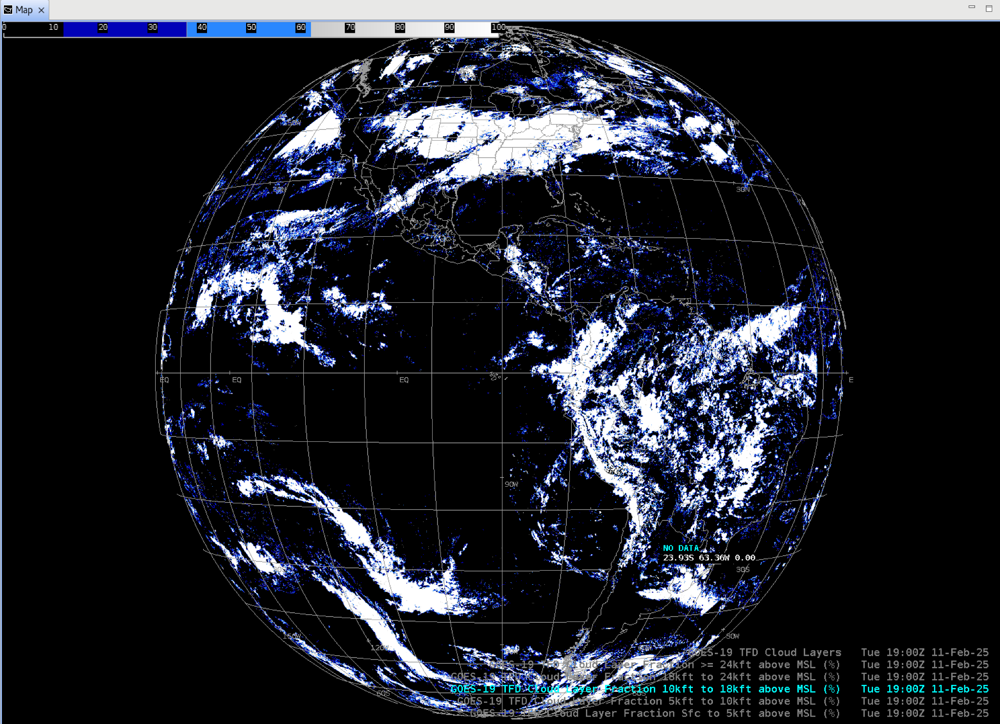 Map
0 10 20 30 40 50 60 70 80 90 100
150W
30N
30N
EQ EQ EQ E
90W
NO DATA
23.93S 63.36W 0.00
30S
30S
150W
30W
120W
GOES-19 TFD Cloud Layers Tue 19:00Z 11-Feb-25
GOES-19 TFD Cloud Layer Fraction >= 24kft above MSL (%) Tue 19:00Z 11-Feb-25
GOES-19 TFD Cloud Layer Fraction 18kft to 24kft above MSL (%) Tue 19:00Z 11-Feb-25
GOES-19 TFD Cloud Layer Fraction 10kft to 18kft above MSL (%) Tue 19:00Z 11-Feb-25
60S 60S
GOES-19 TFD Cloud Layer Fraction 5kft to 10kft above MSL (%) Tue 19:00Z 11-Feb-25
* GOES-19 TFD Cloud Layer Fraction Sfc to 5kft above MSL (%) Tue 19:00Z 11-Feb-25